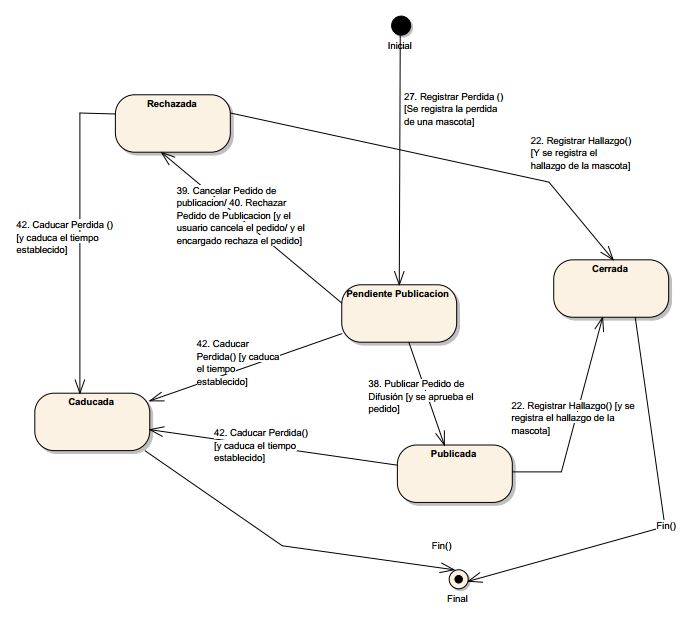 Inicial
27. Registrar Perdida ()
[Se registra la perdida
de una mascota]
Rechazada
22. Registrar Hallazgo()
[Y se registra el
hallazgo de la mascota]
39. Cancelar Pedido de
publicacion/ 40. Rechazar
Pedido de Publicacion [y el
usuario cancela el pedido/ y el
encargado rechaza el pedido]
42. Caducar Perdida ()
[y caduca el tiempo
establecido]
Cerrada
Pendiente Publicacion
42. Caducar
Perdida() [y caduca
el tiempo
establecido]
38. Publicar Pedido de
Difusión [y se aprueba el
pedido]
Caducada
22. Registrar Hallazgo() [y se
registra el hallazgo de la
mascota]
42. Caducar Perdida()
[y caduca el tiempo
establecido]
Publicada
Fin()
Fin()
Final